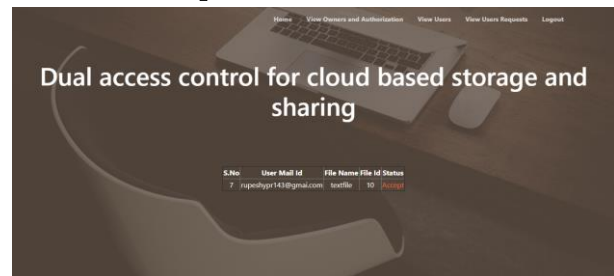 Home View Owners and Authorization View Users View Users Requests Logout
Dual access control for cloud based storage and
sharing
S.No User Mail Id File Name File Id Status
7 rupeshypr143@gmai.com textfile 10 Accept